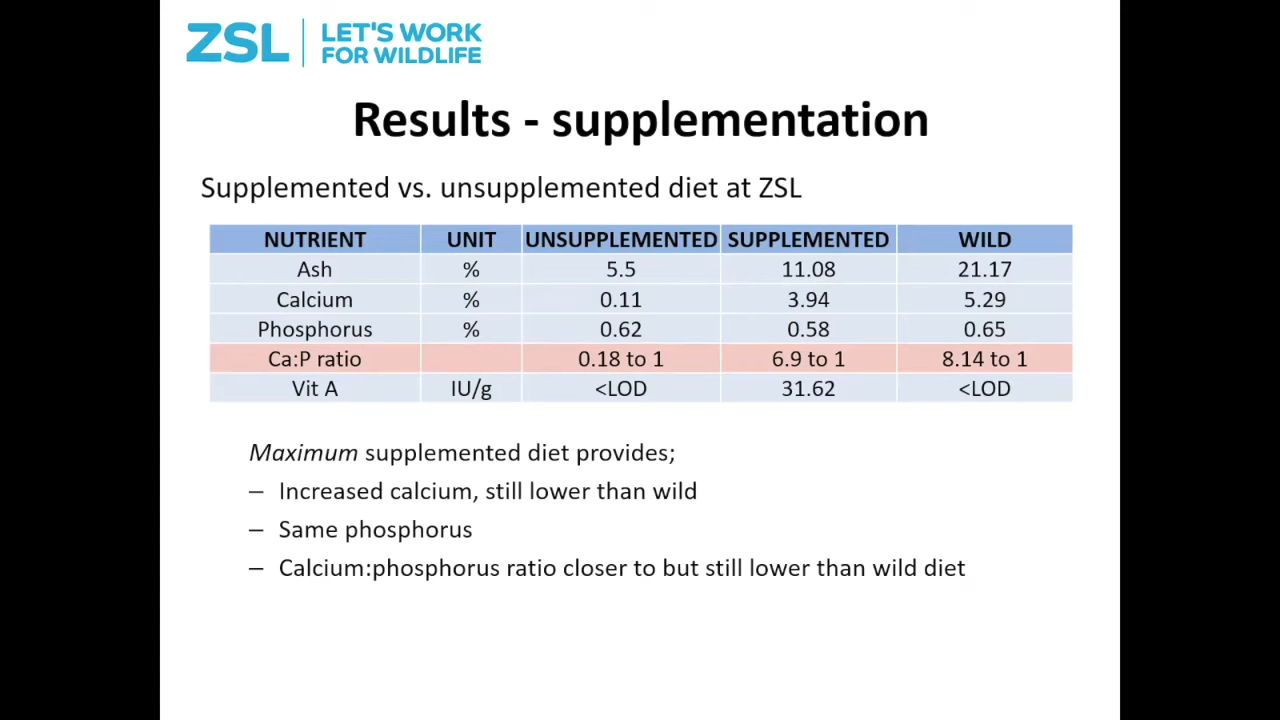 ZSL
LET'S WORK
FOR WILDLIFE
Results - supplementation
Supplemented vs. unsupplemented diet at ZSL
NUTRIENT UNIT UNSUPPLEMENTED SUPPLEMENTED WILD
Ash % 5.5 11.08 21.17
Calcium % 0.11 3.94 5.29
Phosphorus % 0.62 0.58 0.65
Ca:P ratio 0.18 to 1 6.9 to 1 8.14 to 1
Vit A IU/g <LOD 31.62 <LOD
Maximum supplemented diet provides;
– Increased calcium, still lower than wild
– Same phosphorus
– Calcium:phosphorus ratio closer to but still lower than wild diet